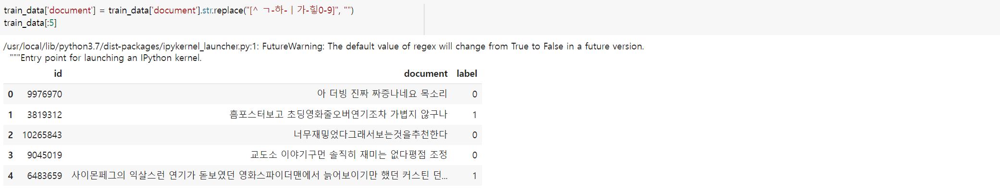 train_data['document'] = train_data['document'].str.replace("[^ ㄱ-하-ㅣ가-힣0-9]", "")
train_data[:5]
/usr/local/lib/python3.7/dist-packages/ipykernel_launcher.py:1: FutureWarning: The default value of regex will change from True to False in a future version.
"""Entry point for launching an IPython kernel.
id document label
0 9976970 아 더빙 진짜 짜증나네요 목소리 0
1 3819312 흠포스터보고 초딩영화줄오버연기조차 가볍지 않구나 1
2 10265843 너무재밓었다그래서보는것을추천한다 0
3 9045019 교도소 이야기구먼 솔직히 재미는 없다평점 조정 0
4 6483659 사이몬페그의 익살스런 연기가 돋보였던 영화스파이더맨에서 늙어보이기만 했던 커스틴 던... 1